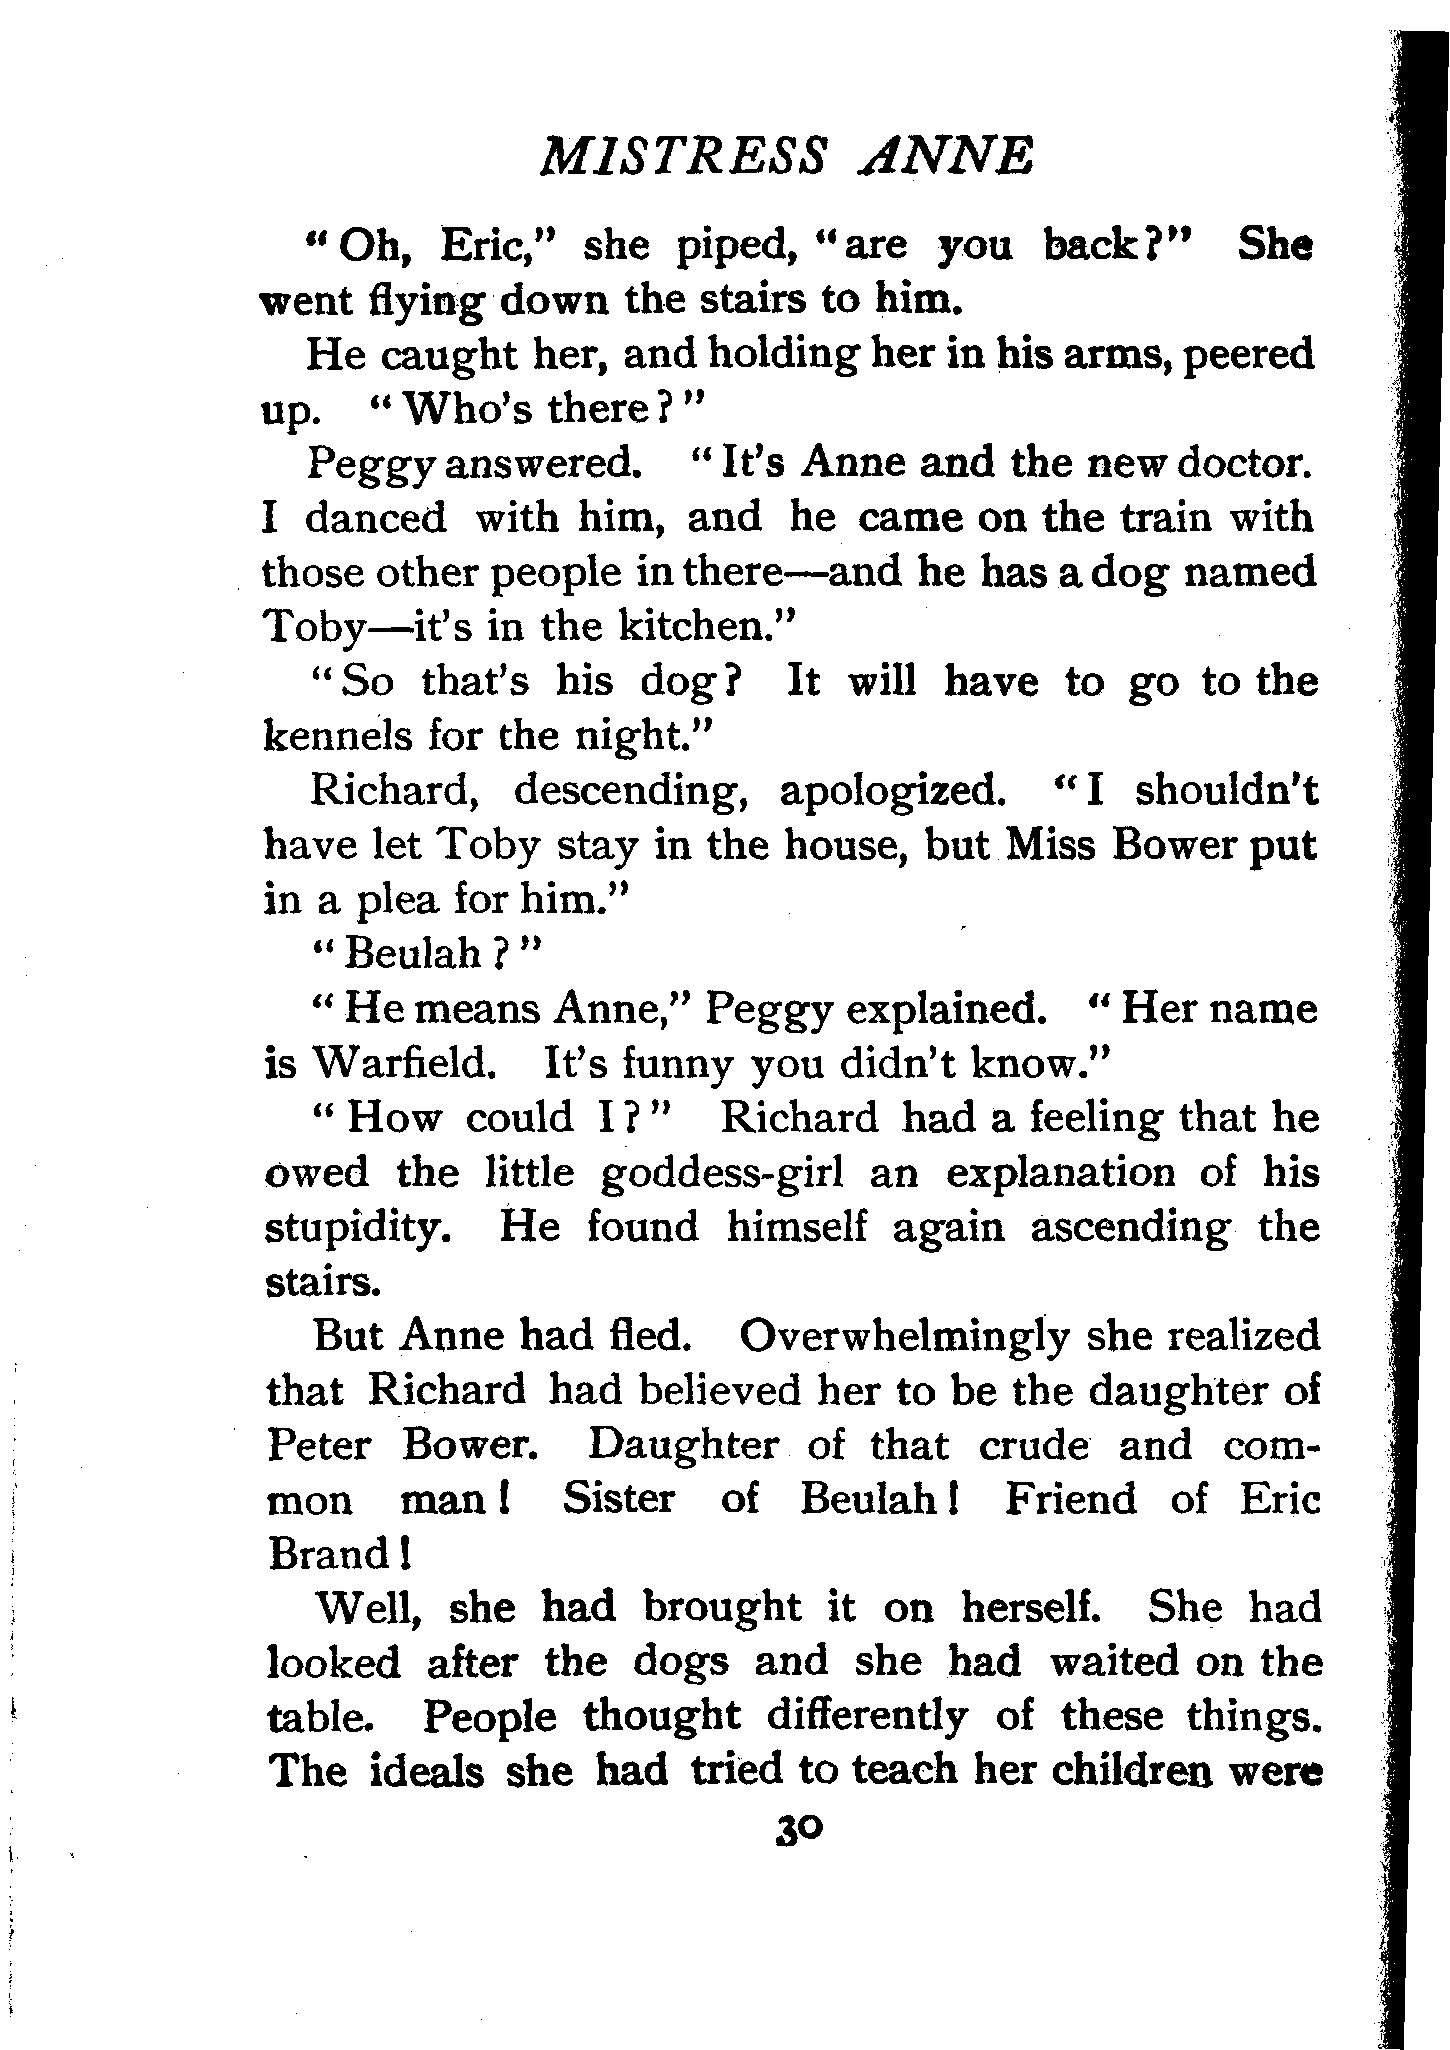 MISTRESS ANNE
“Oh, Eric,” she piped, “are you back?” She
went flying down the stairs to him.
He caught her, and holding her in his arms, peered
up. “Who's there?”
Peggy answered. “It's Anne and the new doctor.
I danced with him, and he came on the train with
those other people in there—and he has a dog named
Toby—it's in the kitchen.”
“So that's his dog? It will have to go to the
kennels for the night.”
Richard, descending, apologized. “I shouldn't
have let Toby stay in the house, but Miss Bower put
in a plea for him.”
“Beulah?”
“He means Anne,” Peggy explained. “Her name
is Warfield. It's funny you didn't know.”
“How could I?” Richard had a feeling that he
owed the little goddess-girl an explanation of his
stupidity. He found himself again ascending the
stairs.
But Anne had fled. Overwhelmingly she realized
that Richard had believed her to be the daughter of
Peter Bower. Daughter of that crude and com-
mon man! Sister of Beulah! Friend of Eric
Brand!
Well, she had brought it on herself. She had
looked after the dogs and she had waited on the
table. People thought differently of these things.
The ideals she had tried to teach her children were
30